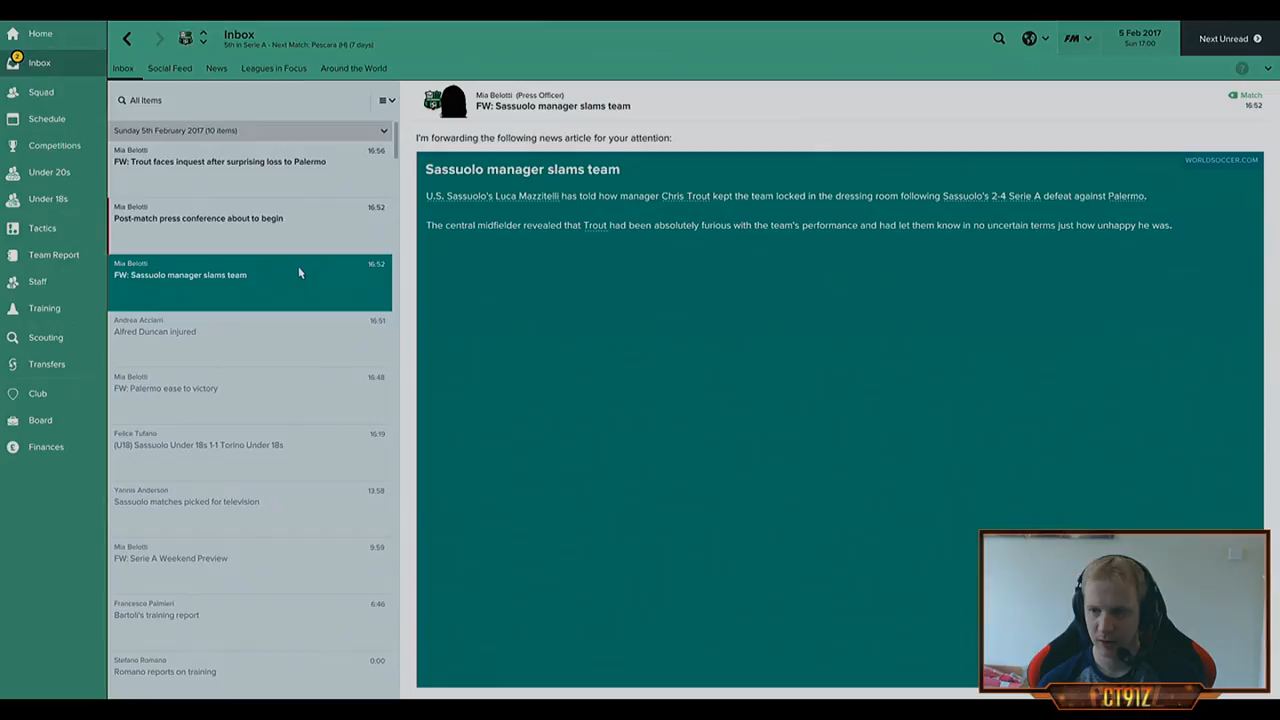 Home
Inbox
5th in Serie A - Next Match: Pescara (H) (7 days)
FM
5 Feb 2017
Sun 17:00
Next Unread
2
Inbox
Squad
Schedule
Competitions
Under 20s
Under 18s
Tactics
Team Report
Staff
Training
Scouting
Transfers
Club
Board
Finances
Inbox Social Feed News Leagues in Focus Around the World
?
All Items
Sunday 5th February 2017 (10 items)
Mia Belotti 16:56
FW: Trout faces inquest after surprising loss to Palermo
Mia Belotti 16:52
Post-match press conference about to begin
Mia Belotti 16:52
FW: Sassuolo manager slams team
Andrea Acciarri 16:51
Alfred Duncan injured
Mia Belotti 16:48
FW: Palermo ease to victory
Felice Tufano 16:19
(U18) Sassuolo Under 18s 1-1 Torino Under 18s
Yannis Anderson 13:58
Sassuolo matches picked for television
Mia Belotti 9:59
FW: Serie A Weekend Preview
Francesco Palmieri 6:46
Bartoli's training report
Stefano Romano 0:00
Romano reports on training
Mia Belotti (Press Officer)
FW: Sassuolo manager slams team
Match
16:52
I'm forwarding the following news article for your attention:
WORLDSOCCER.COM
Sassuolo manager slams team
U.S. Sassuolo's Luca Mazzitelli has told how manager Chris Trout kept the team locked in the dressing room following Sassuolo's 2-4 Serie A defeat against Palermo.
The central midfielder revealed that Trout had been absolutely furious with the team's performance and had let them know in no uncertain terms just how unhappy he was.
CT91Z